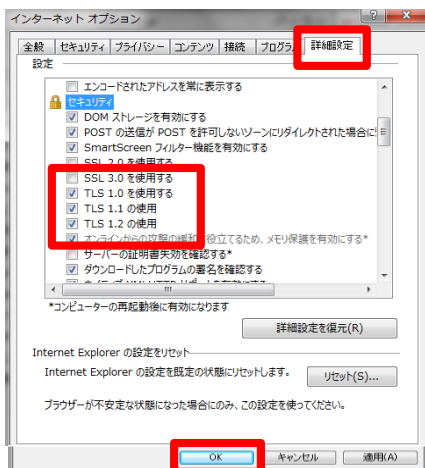 インターネット オプション
全般 セキュリティ プライバシー コンテンツ 接続 プログラム 詳細設定
設定
エンコードされたアドレスを常に表示する
セキュリティ
DOM ストレージを有効にする
POST の送信が POST を許可しないゾーンにリダイレクトされた場合に
SmartScreen フィルター機能を有効にする
SSL 2.0 を使用する
SSL 3.0 を使用する
TLS 1.0 を使用する
TLS 1.1 の使用
TLS 1.2 の使用
オンラインからの攻撃の緩和に役立てるため、メモリ保護を有効にする*
サーバーの証明書失効を確認する*
ダウンロードしたプログラムの署名を確認する
*コンピューターの再起動後に有効になります
詳細設定を復元(R)
Internet Explorer の設定をリセット
Internet Explorer の設定を既定の状態にリセットします。
リセット(S)...
ブラウザーが不安定な状態になった場合にのみ、この設定を使ってください。
OK キャンセル 適用(A)